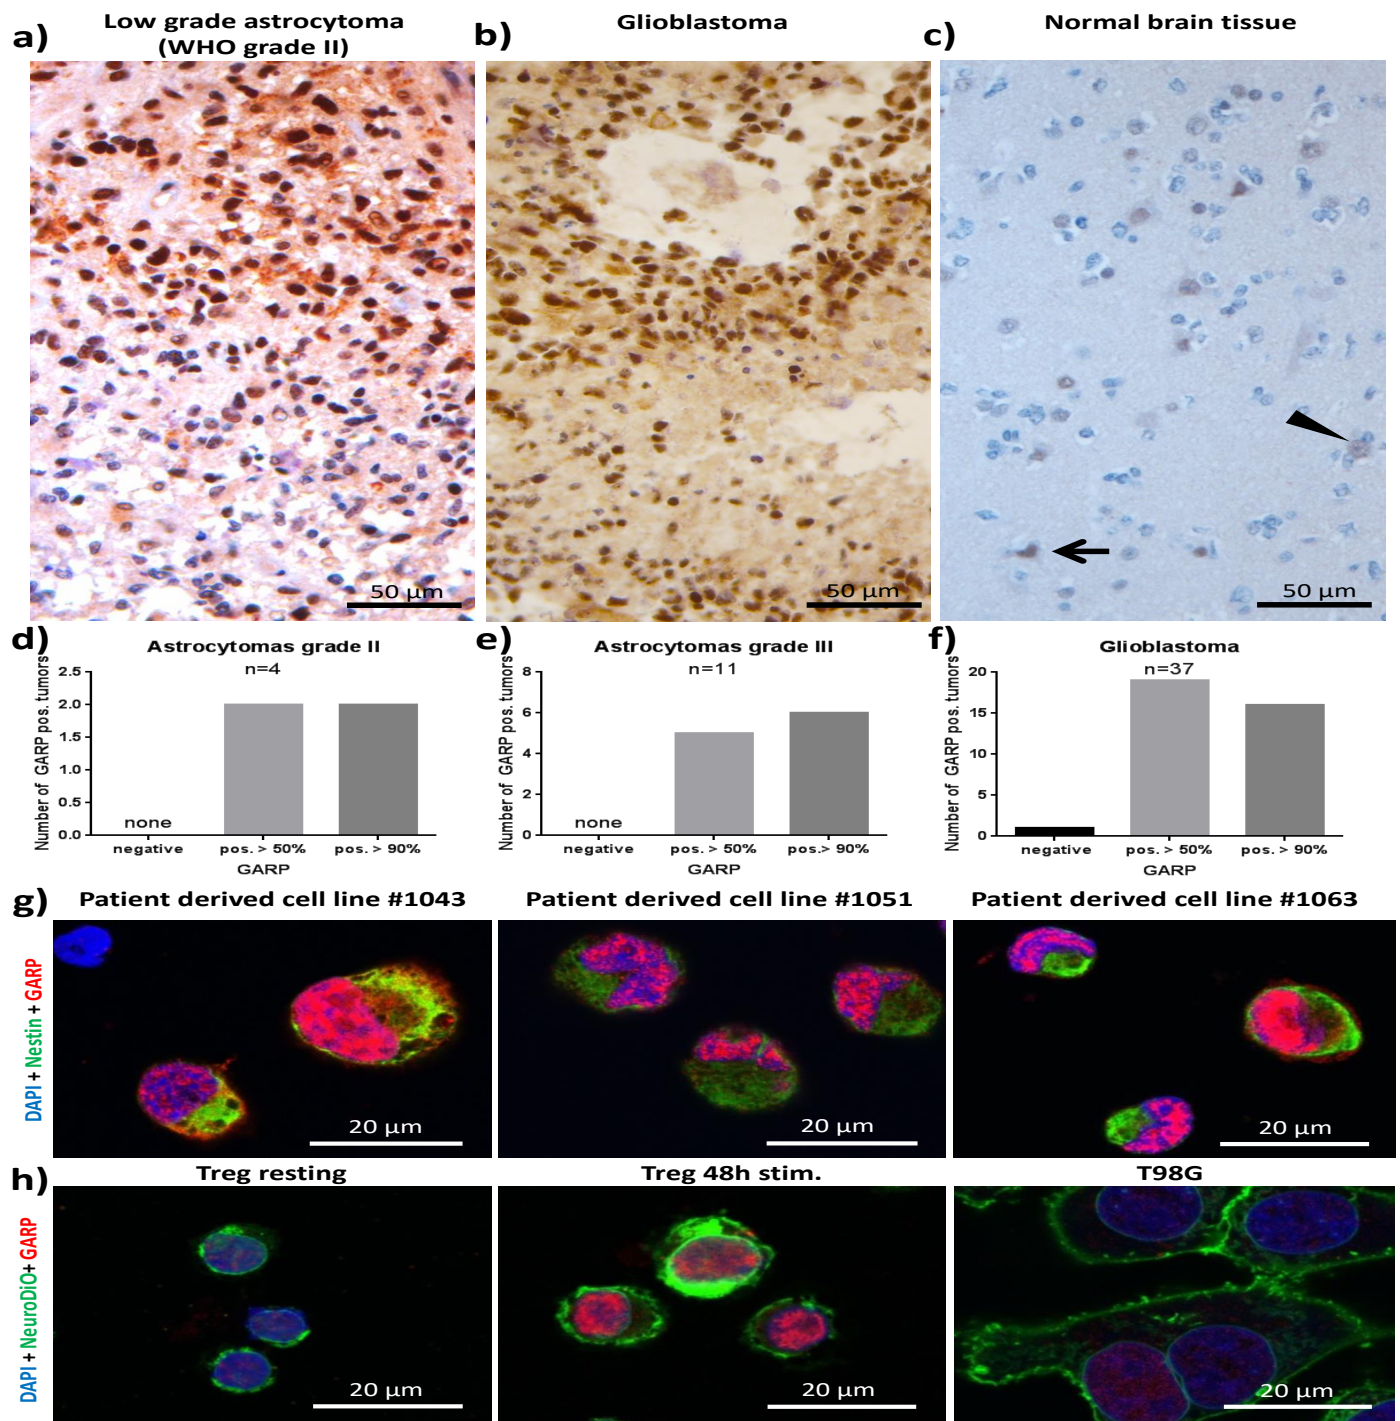 a)
Low grade astrocytoma
(WHO grade II)
b)
Glioblastoma
c)
Normal brain tissue
50 µm
50 µm
50 µm
d)
Astrocytomas grade II
n=4
Number of GARP pos. tumors
2.5
2.0
1.5
1.0
0.5
0.0
none
negative
pos. > 50%
pos. > 90%
GARP
e)
Astrocytomas grade III
n=11
Number of GARP pos. tumors
8
6
4
2
0
none
negative
pos. > 50%
pos.> 90%
GARP
f)
Glioblastoma
n=37
Number of GARP pos. tumors
20
15
10
5
0
negative
pos. > 50%
pos. > 90%
GARP
g)
Patient derived cell line #1043
Patient derived cell line #1051
Patient derived cell line #1063
DAPI + Nestin + GARP
20 µm
20 µm
20 µm
h)
Treg resting
Treg 48h stim.
T98G
DAPI + NeuroDiO+ GARP
20 µm
20 µm
20 µm